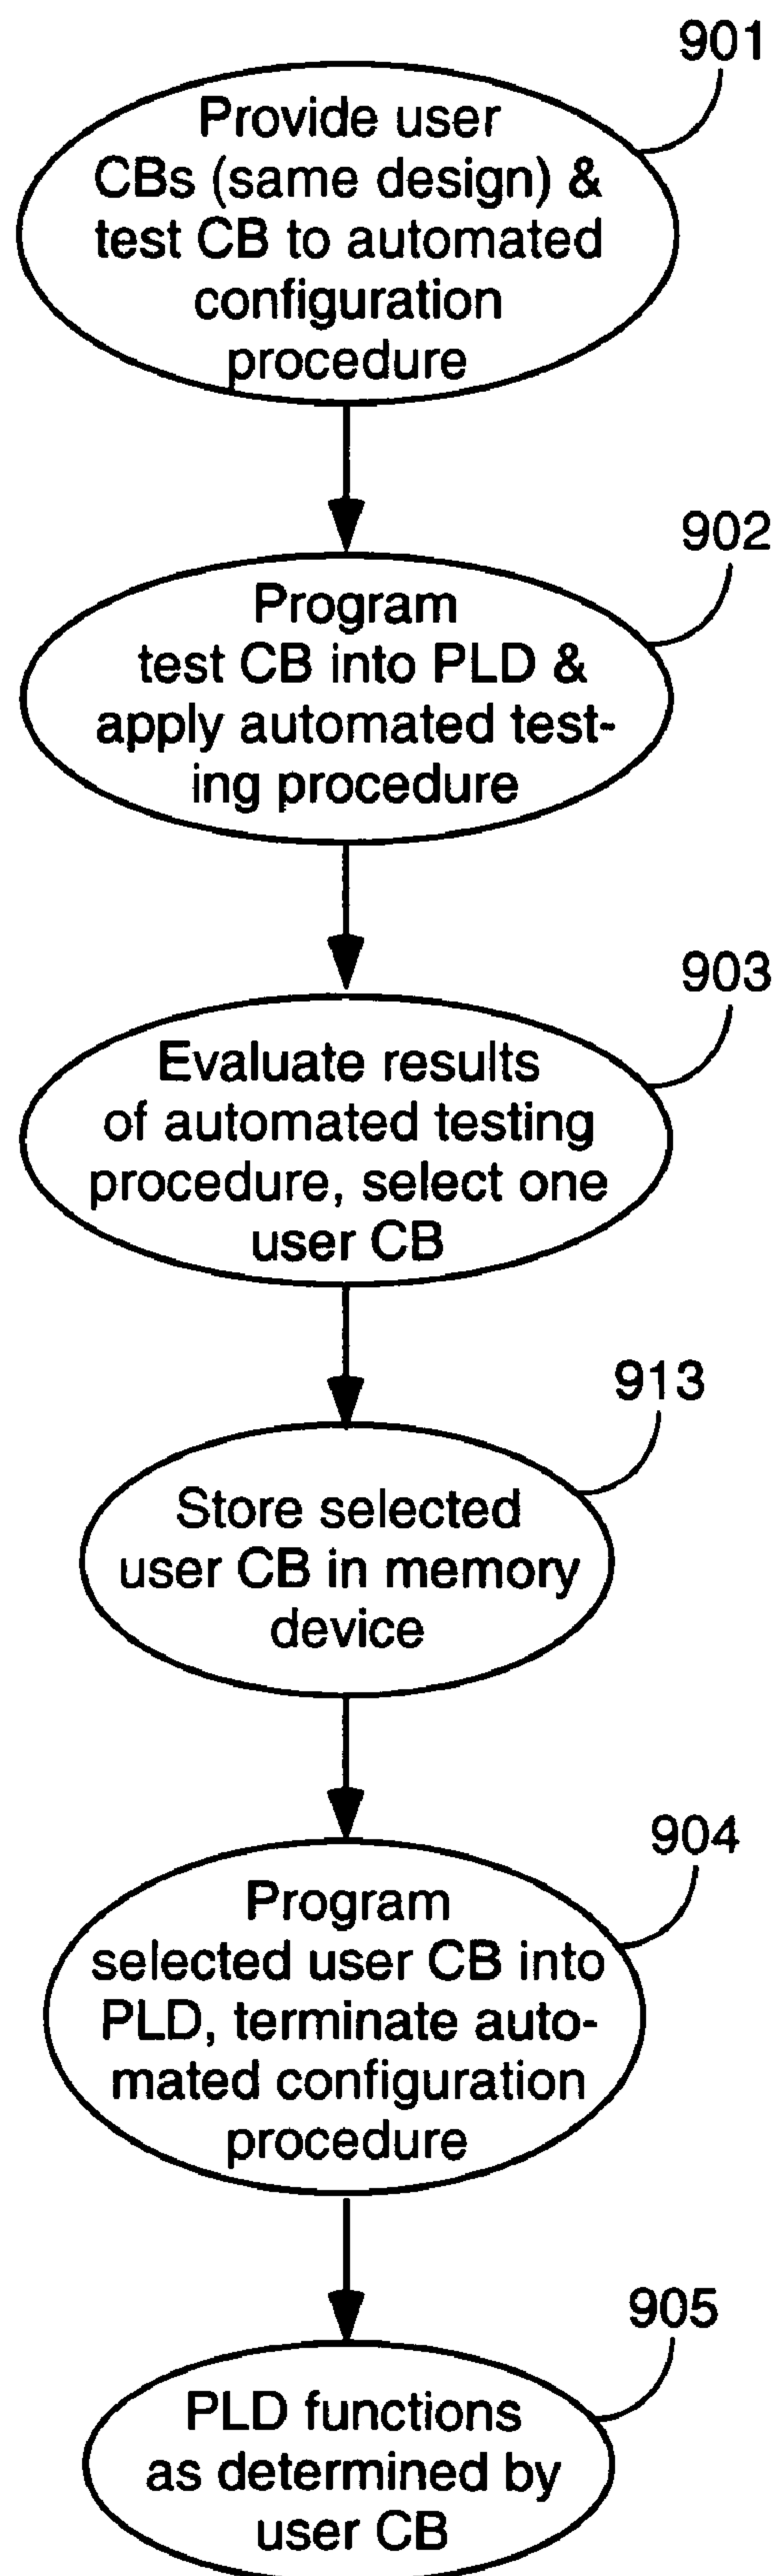 901
Provide user
CBs (same design) &
test CB to automated
configuration
procedure
902
Program
test CB into PLD &
apply automated test-
ing procedure
903
Evaluate results
of automated testing
procedure, select one
user CB
913
Store selected
user CB in memory
device
904
Program
selected user CB into
PLD, terminate auto-
mated configuration
procedure
905
PLD functions
as determined by
user CB